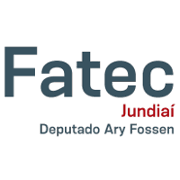 Fatec
Jundiaí
Deputado Ary Fossen